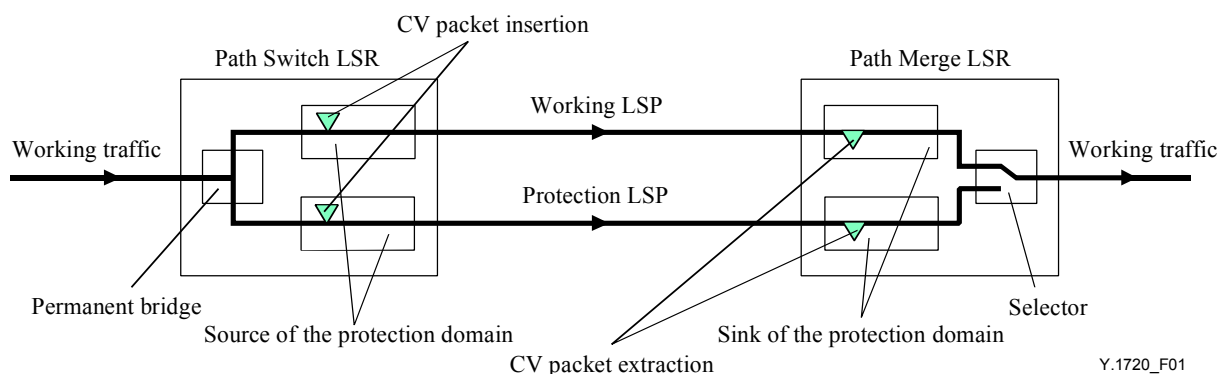 CV packet insertion
Path Switch LSR
Path Merge LSR
Working LSP
Working traffic
Working traffic
Protection LSP
Permanent bridge
Source of the protection domain
Sink of the protection domain
Selector
CV packet extraction
Y.1720_F01